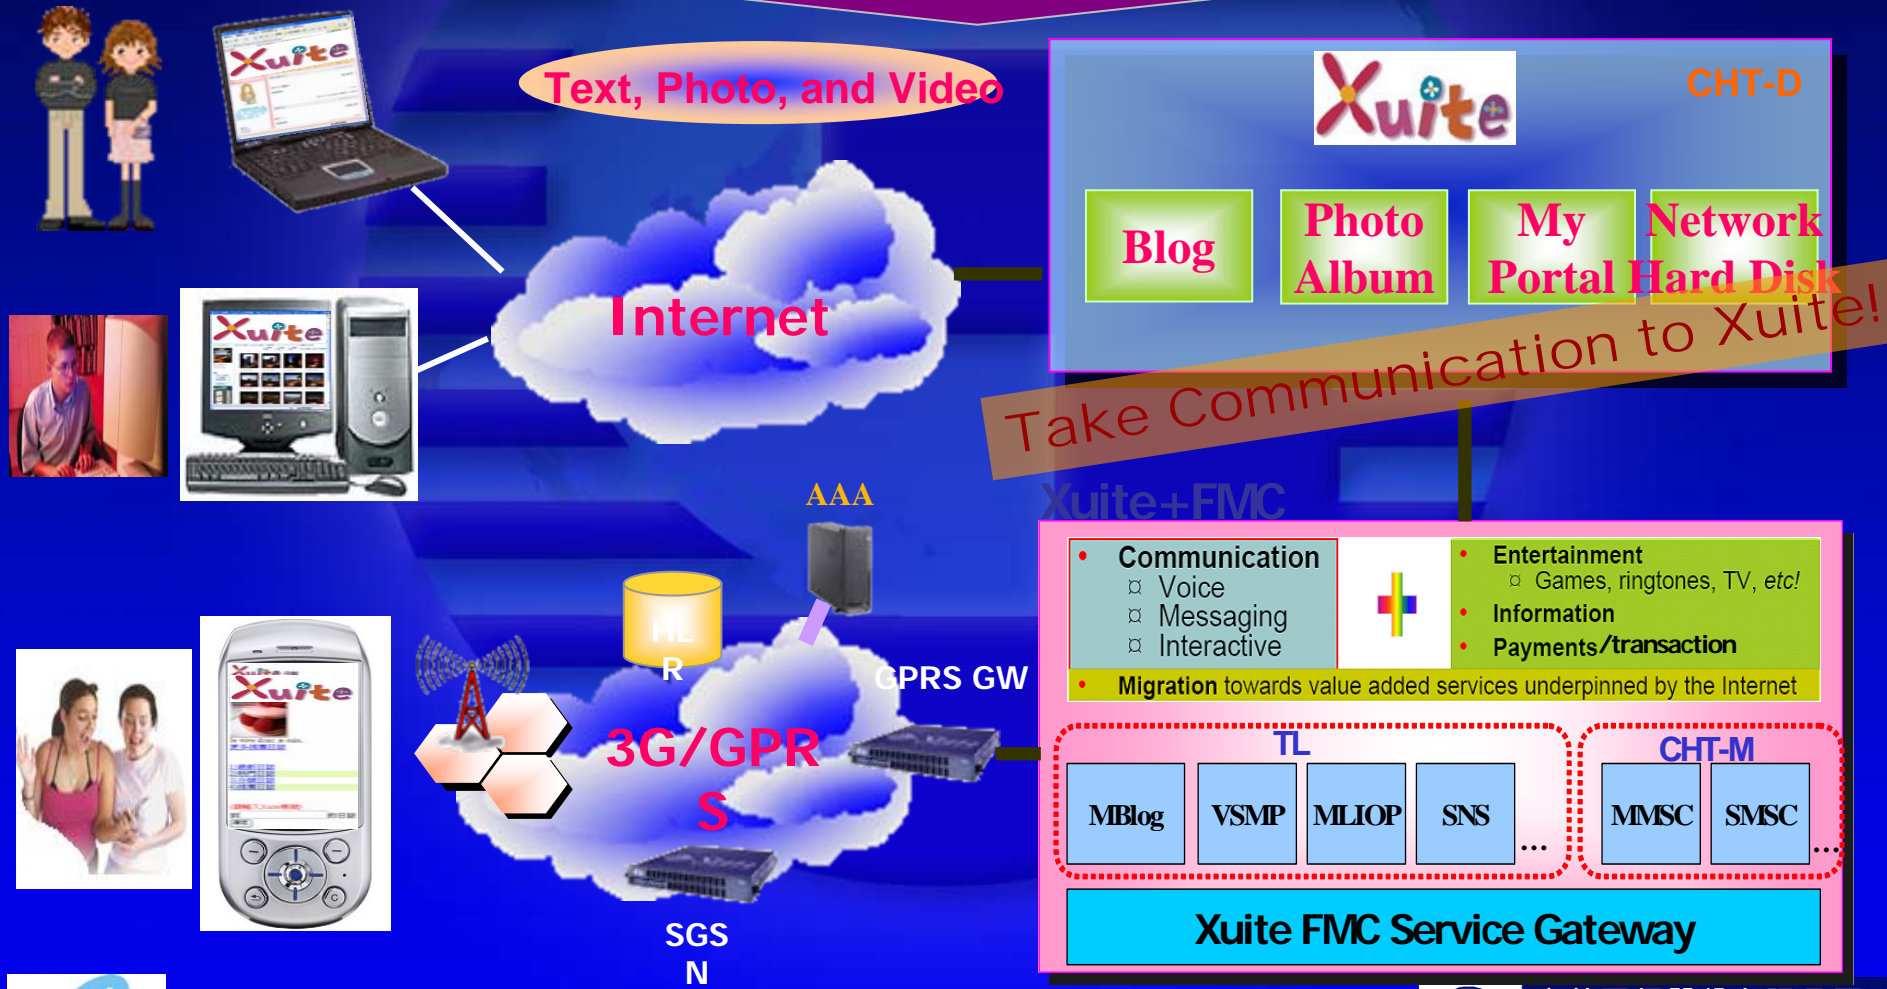 Xuite
Text, Photo, and Video
Xuite
CHT-D
Blog
Photo
Album
My
Portal
Network
Hard Disk
Internet
Xuite
Take Communication to Xuite!
Xuite+FMC
AAA
HL
R
GPRS GW
3G/GPR
S
SGS
N
Xuite
• Communication
¤ Voice
¤ Messaging
¤ Interactive
• Entertainment
¤ Games, ringtones, TV, etc!
• Information
• Payments/transaction
• Migration towards value added services underpinned by the Internet
TL
MBlog
VSMP
MLIOP
SNS
...
CHT-M
MMSC
SMSC
...
Xuite FMC Service Gateway